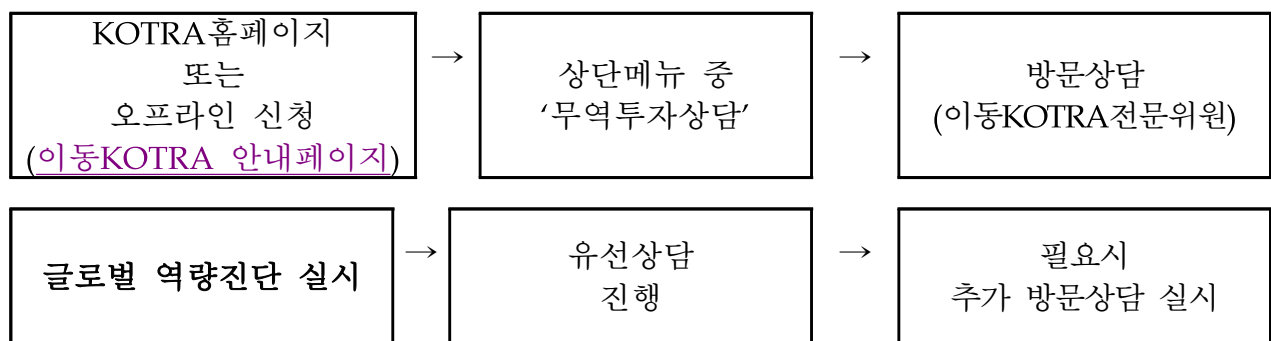 KOTRA홈페이지
또는
오프라인 신청
(이동KOTRA 안내페이지)
→
상단메뉴 중
‘무역투자상담’
→
방문상담
(이동KOTRA전문위원)
글로벌 역량진단 실시
→
유선상담
진행
→
필요시
추가 방문상담 실시